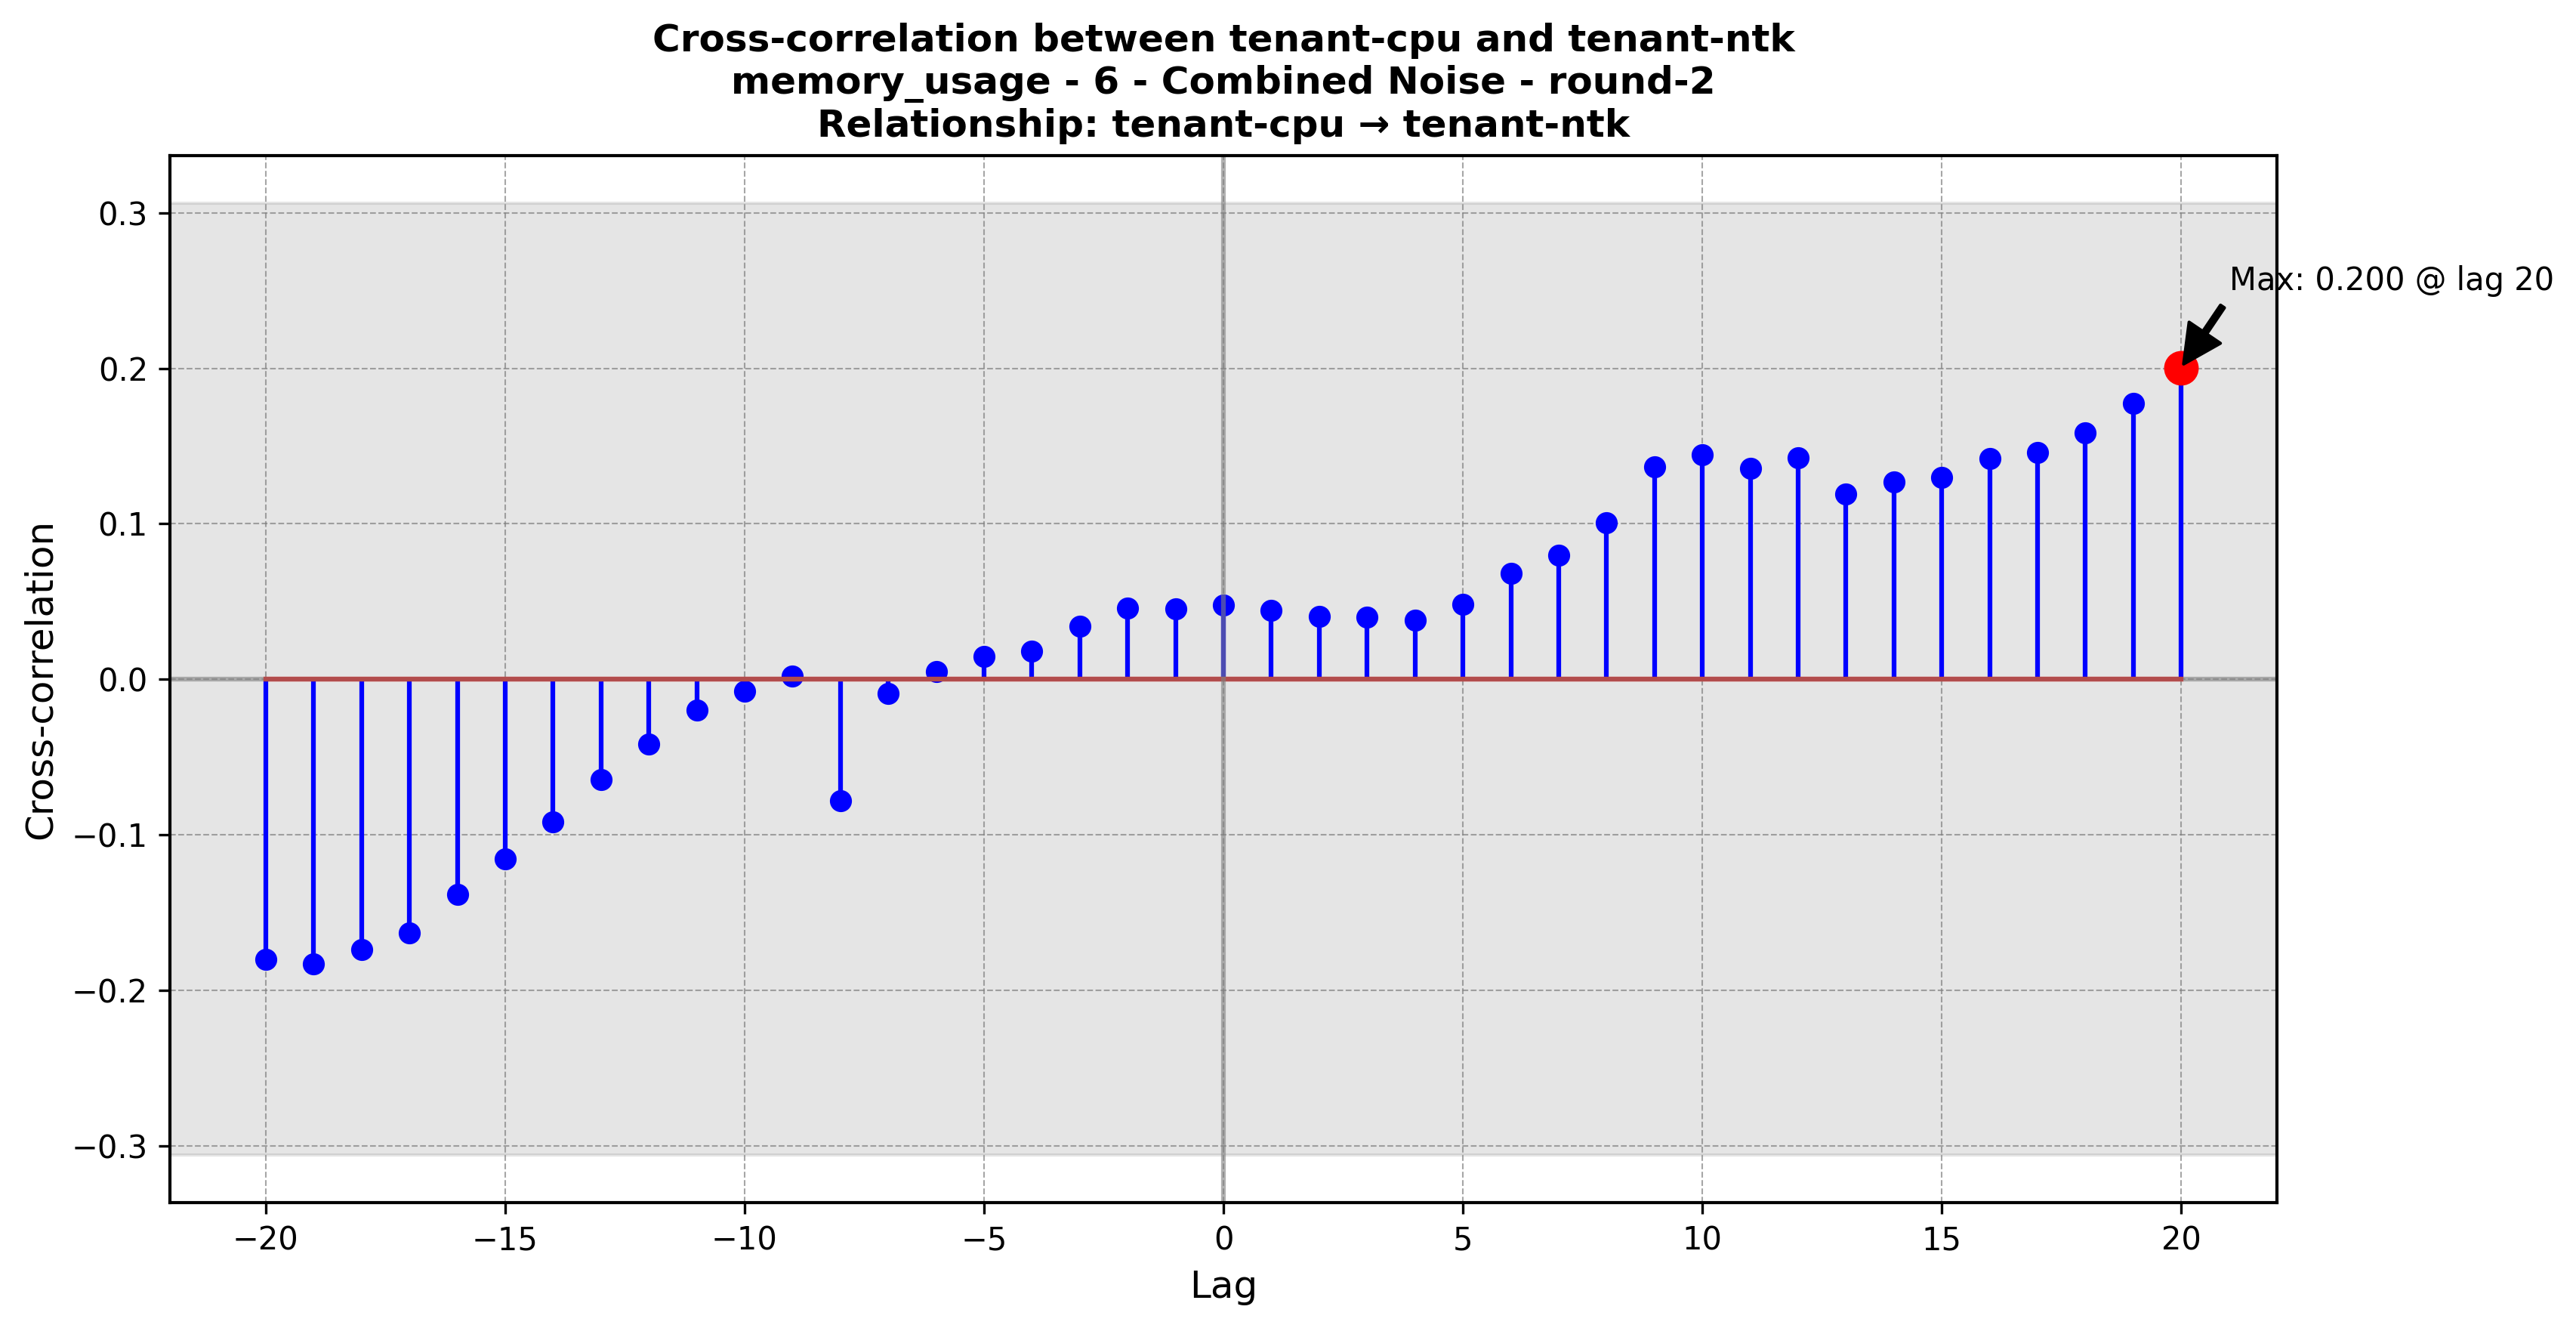 Cross-correlation between tenant-cpu and tenant-ntk
memory_usage - 6 - Combined Noise - round-2
Relationship: tenant-cpu → tenant-ntk
0.3
0.2
0.1
0.0
−0.1
−0.2
−0.3
Cross-correlation
Max: 0.200 @ lag 20
−20
−15
−10
−5
0
5
10
15
20
Lag